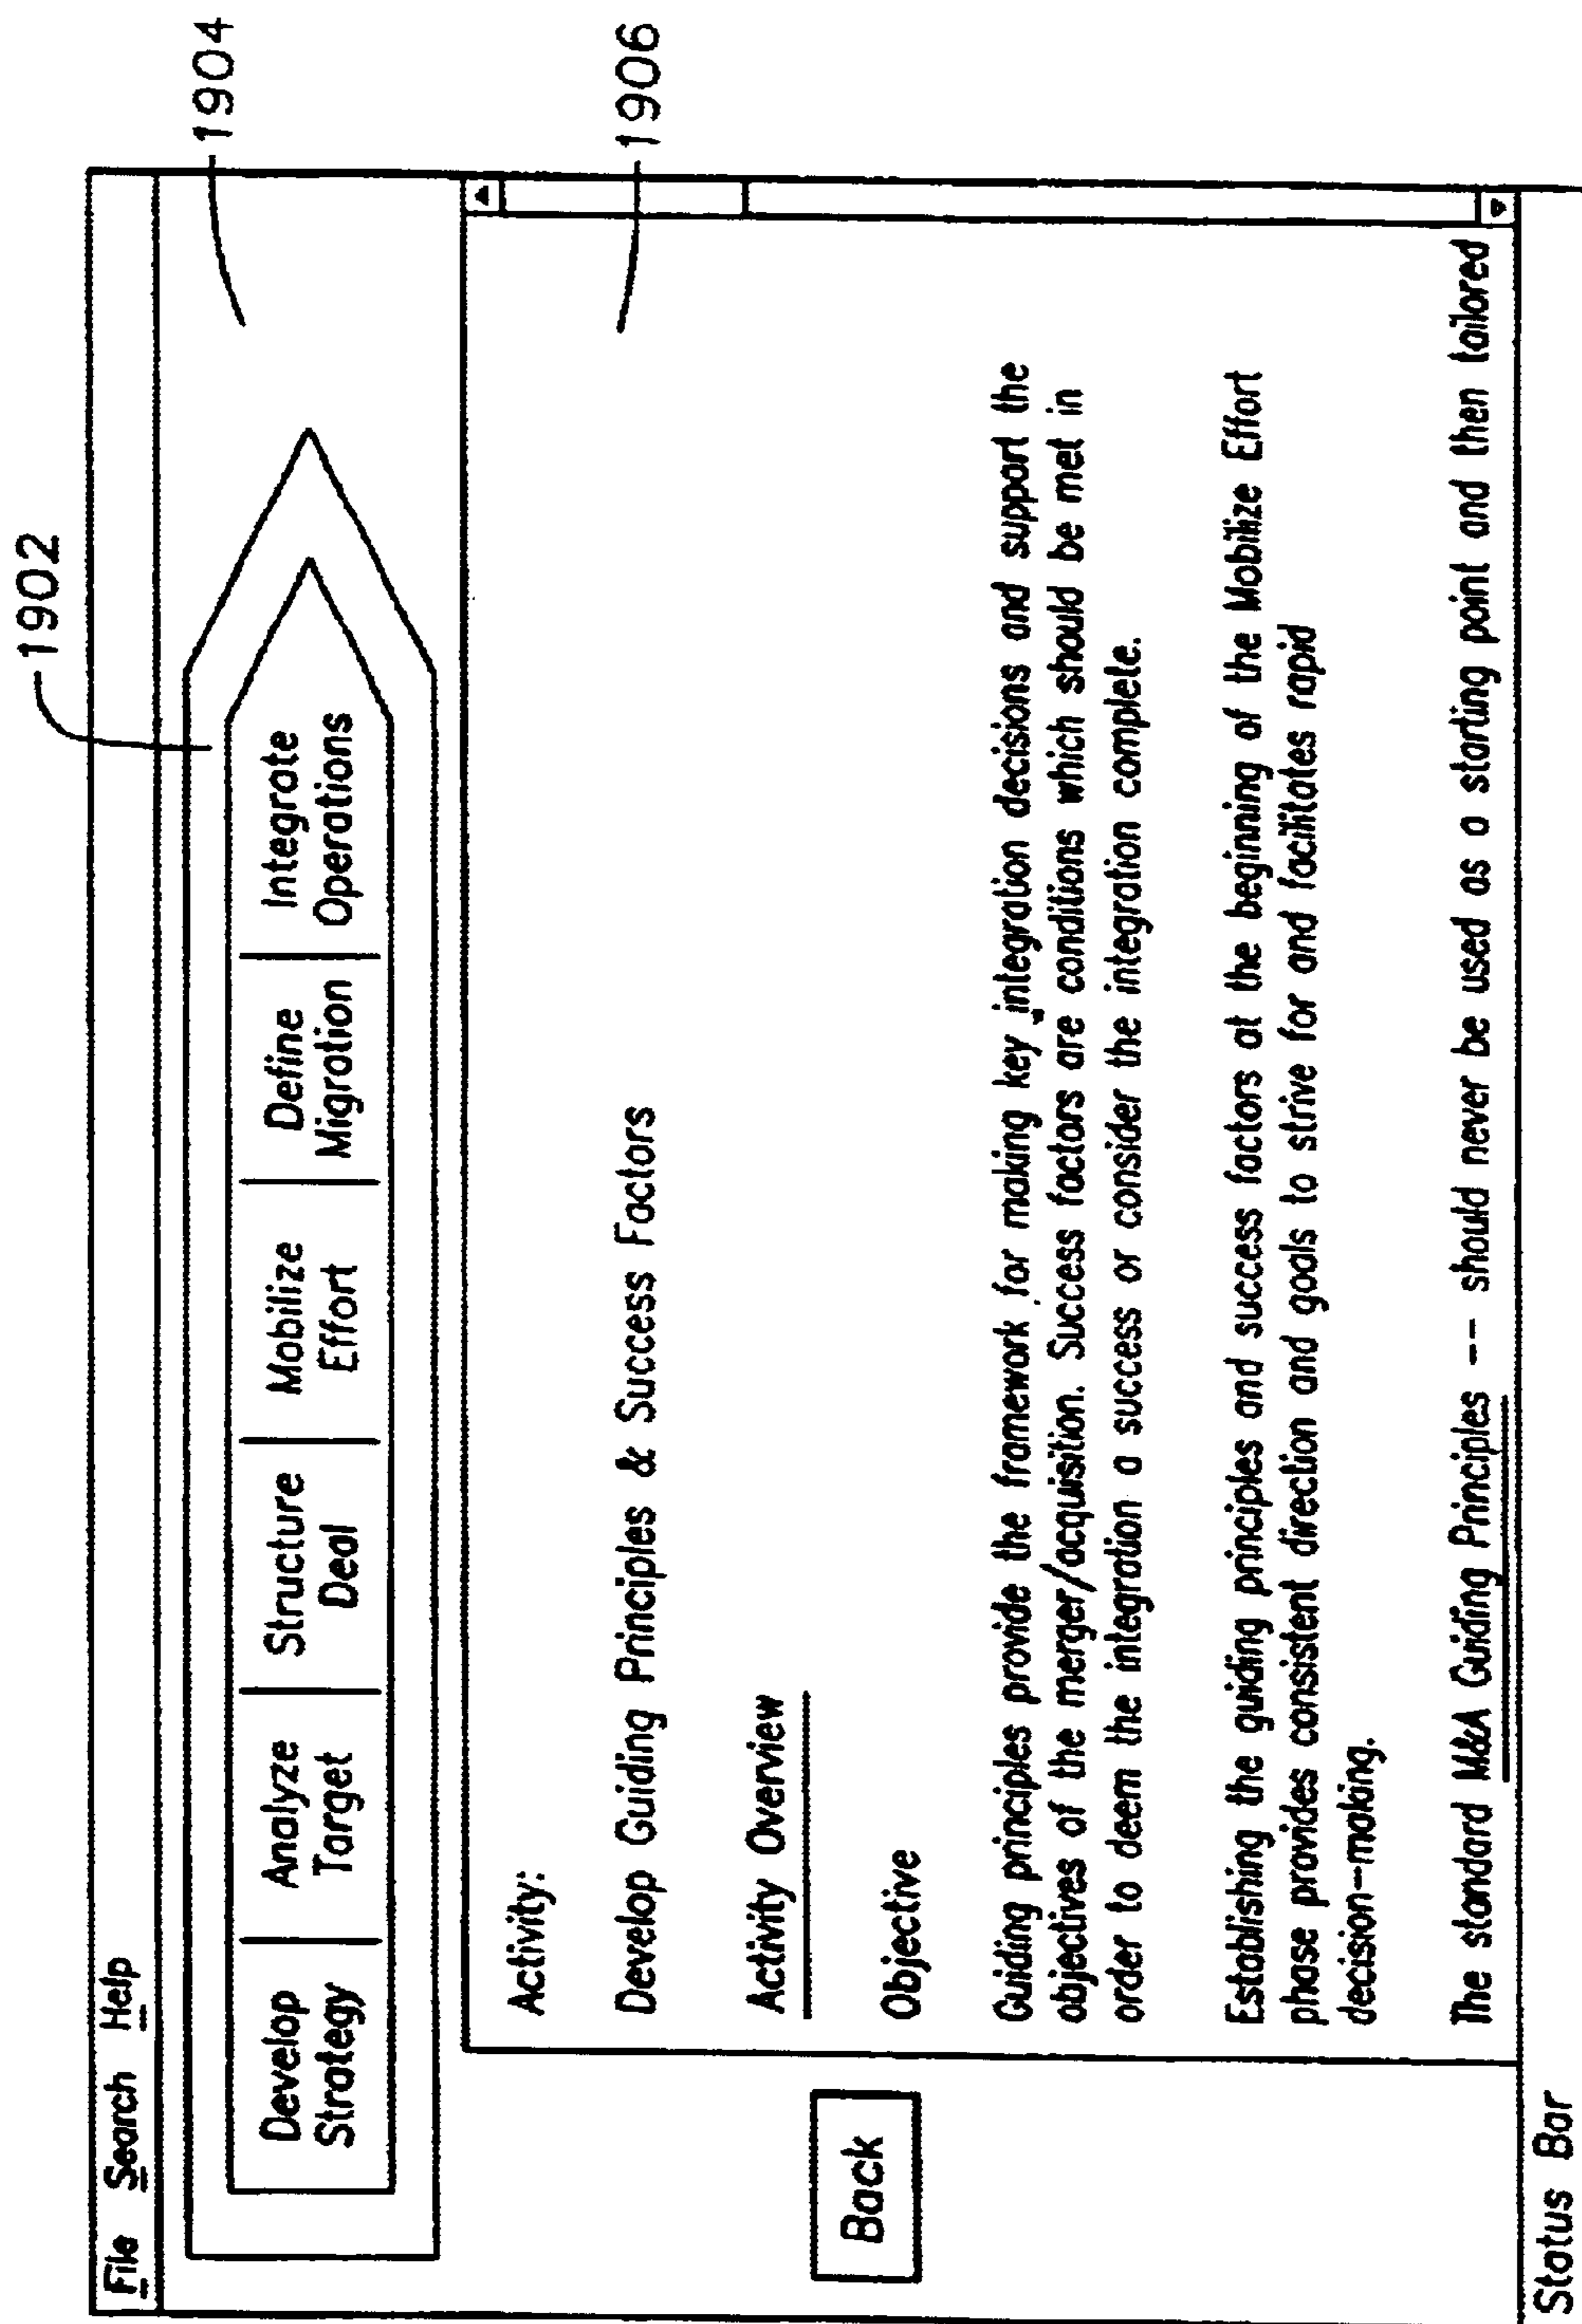 1902
1904
1906
File Search Help
Develop
Strategy
Analyze
Target
Structure
Deal
Mobilize
Effort
Define
Migration
Integrate
Operations
Back
Activity:
Develop Guiding Principles & Success Factors
Activity Overview
Objective
Guiding principles provide the framework for making key integration decisions and support the
objectives of the merger/acquisition. Success factors are conditions which should be met in
order to deem the integration a success or consider the integration complete.
Establishing the guiding principles and success factors at the beginning of the Mobilize Effort
phase provides consistent direction and goals to strive for and facilitates rapid
decision--making.
The standard M&A Guiding Principles -- should never be used as a starting point and then tailored
Status Bar